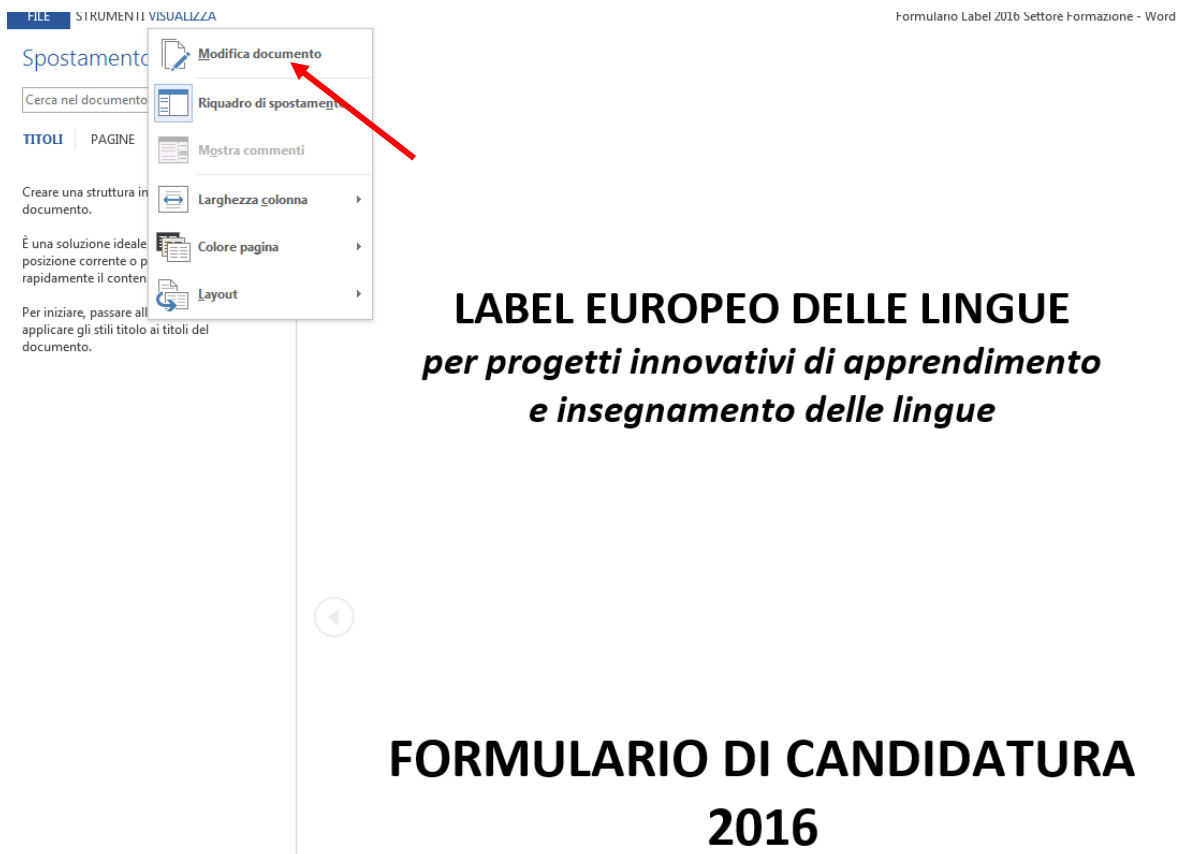 FILE STRUMENTI VISUALIZZA
Formulario Label 2016 Settore Formazione - Word
Spostamento
Cerca nel documento
TITOLI PAGINE
Creare una struttura in
documento.
È una soluzione ideale
posizione corrente o p
rapidamente il conten
Per iniziare, passare all
applicare gli stili titolo ai titoli del
documento.
Modifica documento
Riquadro di spostamento
Mostra commenti
Larghezza colonna
Colore pagina
Layout
LABEL EUROPEO DELLE LINGUE
per progetti innovativi di apprendimento
e insegnamento delle lingue
FORMULARIO DI CANDIDATURA
2016